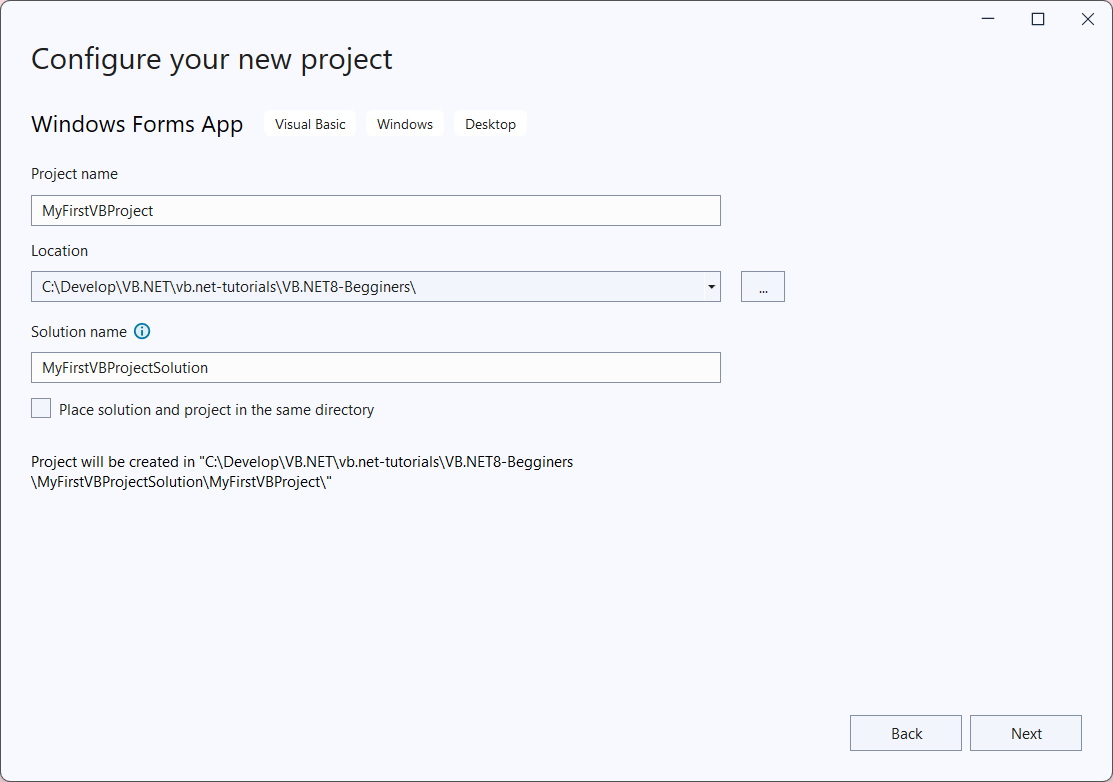 Configure your new project
Windows Forms App Visual Basic Windows Desktop
Project name
MyFirstVBProject
Location
C:\Develop\VB.NET\vb.net-tutorials\VB.NET8-Begginers\
...
Solution name
MyFirstVBProjectSolution
Place solution and project in the same directory
Project will be created in "C:\Develop\VB.NET\vb.net-tutorials\VB.NET8-Begginers
\MyFirstVBProjectSolution\MyFirstVBProject\"
Back Next